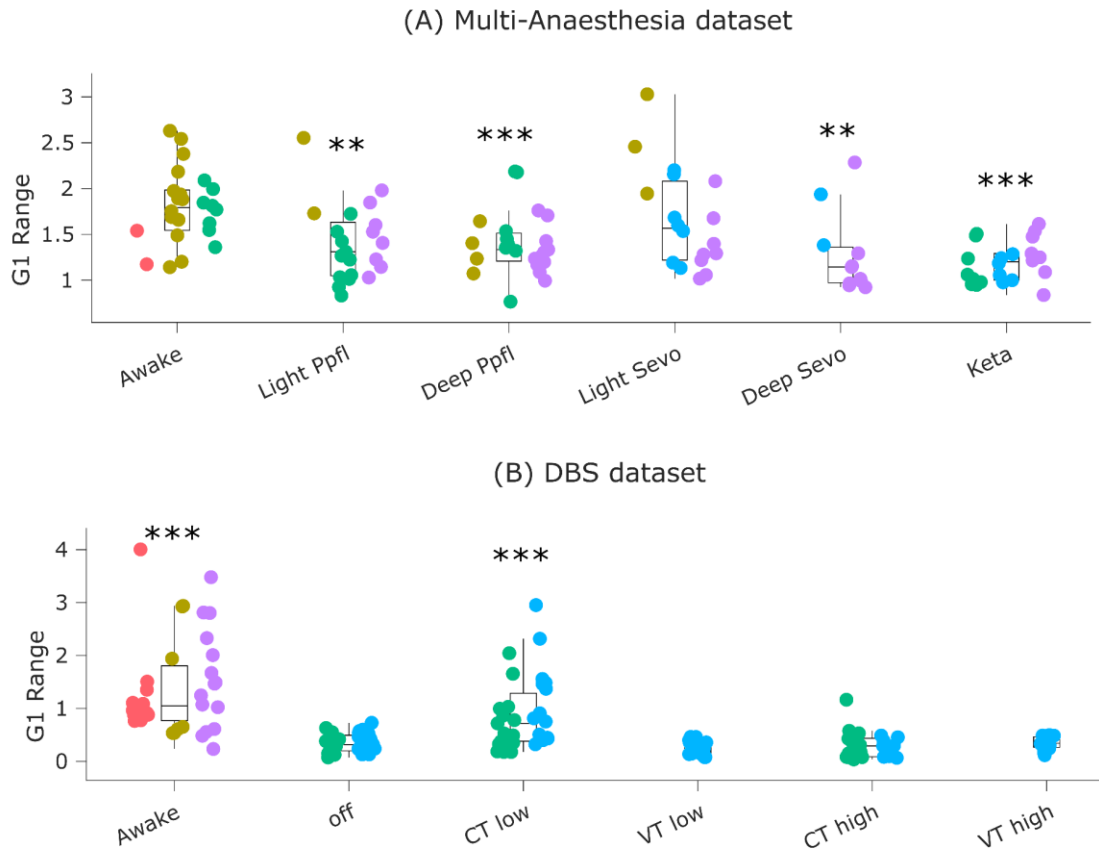 (A) Multi-Anaesthesia dataset
G1 Range
3
2.5
2
1.5
1
**
***
**
***
Awake
Light Ppfl
Deep Ppfl
Light Sevo
Deep Sevo
Keta
(B) DBS dataset
G1 Range
4
3
2
1
0
***
***
Awake
off
CT low
VT low
CT high
VT high